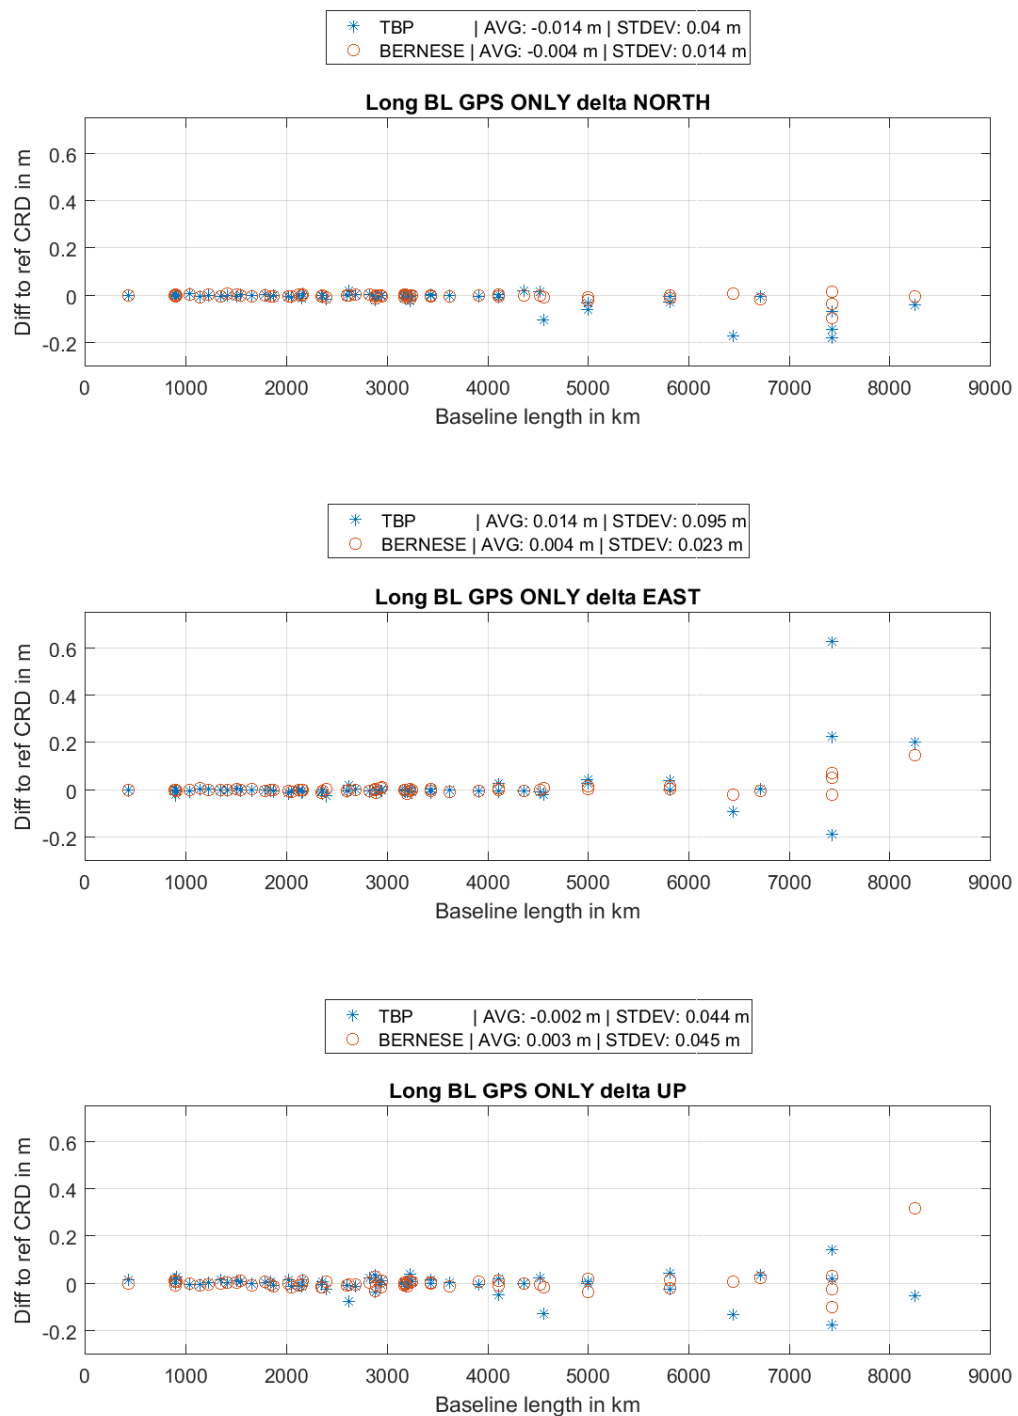 TBP | AVG: -0.014 m | STDEV: 0.04 m
BERNESE | AVG: -0.004 m | STDEV: 0.014 m
Long BL GPS ONLY delta NORTH
Diff to ref CRD in m
0.6
0.4
0.2
0
-0.2
0 1000 2000 3000 4000 5000 6000 7000 8000 9000
Baseline length in km
TBP | AVG: 0.014 m | STDEV: 0.095 m
BERNESE | AVG: 0.004 m | STDEV: 0.023 m
Long BL GPS ONLY delta EAST
Diff to ref CRD in m
0.6
0.4
0.2
0
-0.2
0 1000 2000 3000 4000 5000 6000 7000 8000 9000
Baseline length in km
TBP | AVG: -0.002 m | STDEV: 0.044 m
BERNESE | AVG: 0.003 m | STDEV: 0.045 m
Long BL GPS ONLY delta UP
Diff to ref CRD in m
0.6
0.4
0.2
0
-0.2
0 1000 2000 3000 4000 5000 6000 7000 8000 9000
Baseline length in km